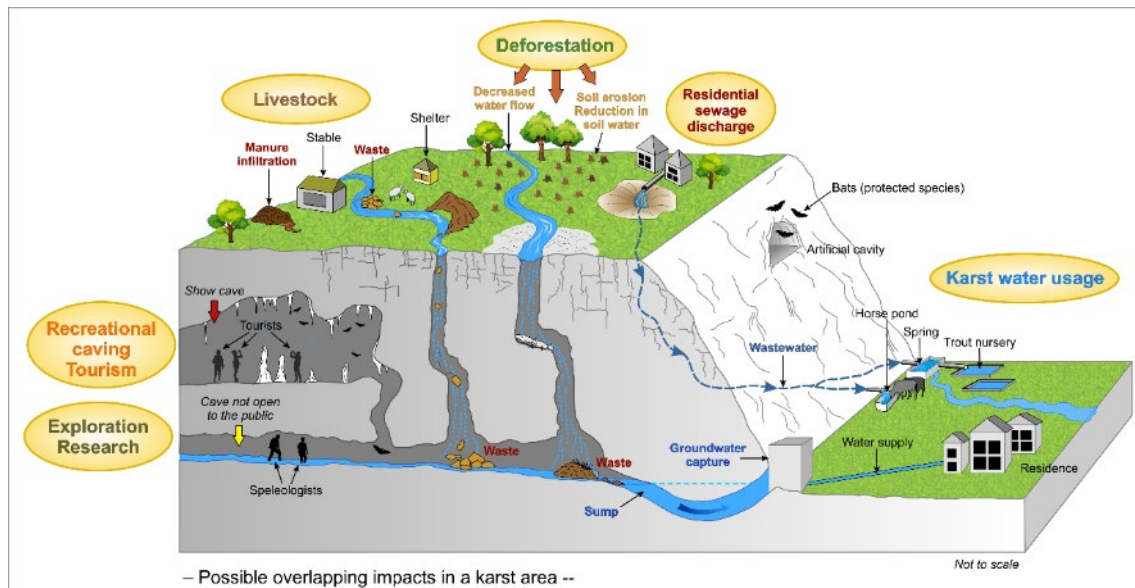 Deforestation
Livestock
Decreased
water flow
Soil erosion
Reduction in
soil water
Residential
sewage
discharge
Shelter
Stable
Manure
infiltration
Waste
Bats (protected species)
Artificial cavity
Karst water usage
Show cave
Horse pond
Spring
Recreational
caving
Tourism
Tourists
Trout nursery
Wastewater
Cave not open
to the public
Exploration
Research
Groundwater
capture
Water supply
Waste
Waste
Residence
Speleologists
Sump
Not to scale
– Possible overlapping impacts in a karst area --